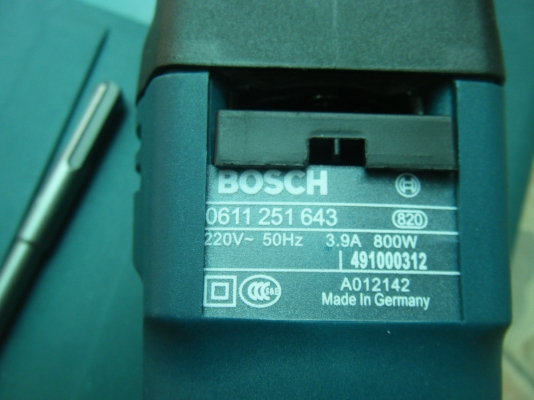 BOSCH
0611 251 643 820
220V~ 50Hz 3.9A 800W
491000312
A012142
Made In Germany